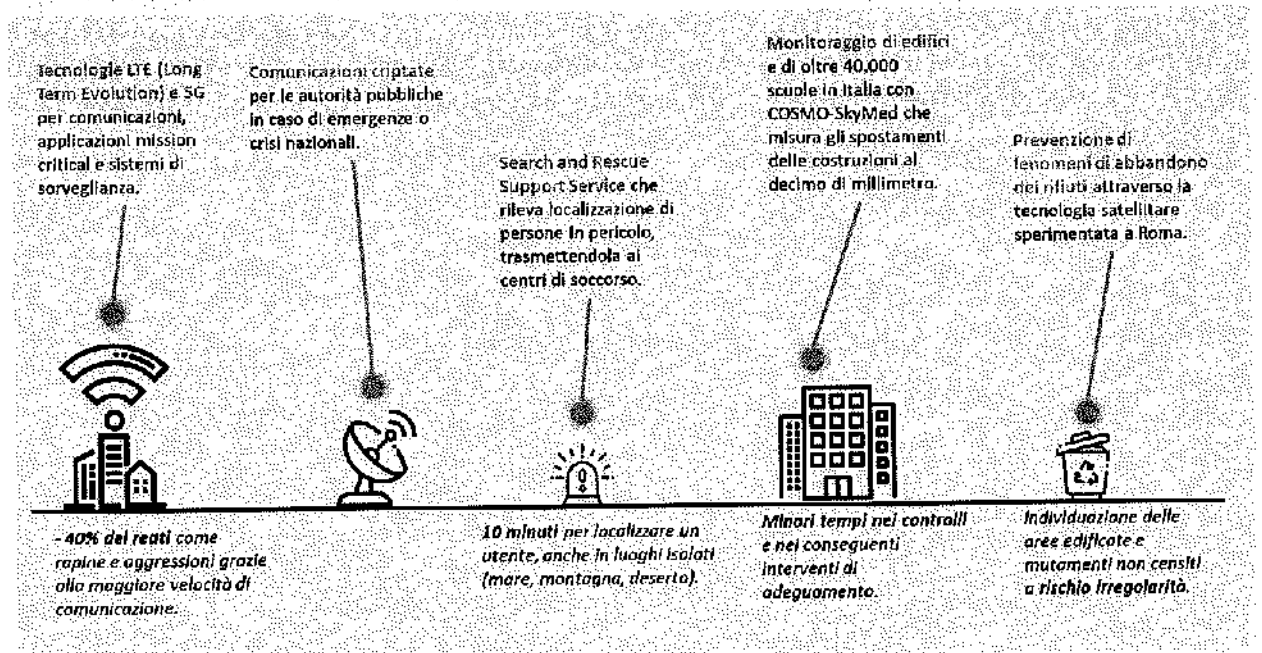 Tecnologie LTE (Long
Term Evolution) e 5G
per comunicazioni,
applicazioni mission
critical e sistemi di
sorveglianza.
Comunicazioni criptate
per le autorità pubbliche
in caso di emergenze o
crisi nazionali.
Search and Rescue
Support Service che
rileva localizzazione di
persone in pericolo,
trasmettendola ai
centri di soccorso.
Monitoraggio di edifici
e di oltre 40.000
scuole in Italia con
COSMO-SkyMed che
misura gli spostamenti
delle costruzioni al
decimo di millimetro.
Prevenzione di
fenomeni di abbandono
dei rifiuti attraverso la
tecnologia satellitare
sperimentata a Roma.
- 40% dei reati come
rapine e aggressioni grazie
alla maggiore velocità di
comunicazione.
10 minuti per localizzare un
utente, anche in luoghi isolati
(mare, montagna, deserto).
Minori tempi nei controlli
e nei conseguenti
interventi di
adeguamento.
Individuazione delle
aree edificate e
mutamenti non censiti
a rischio irregolarità.